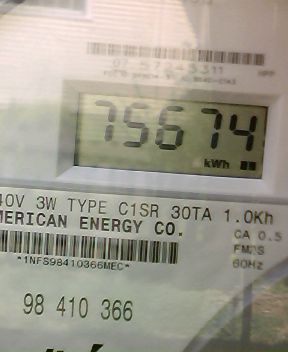 75674
kWh
40V 3W TYPE C1SR 30TA 1.0Kh
MERICAN ENERGY CO.
CA 0.5
FM2S
60Hz
*1NFS98410366MEC*
98 410 366